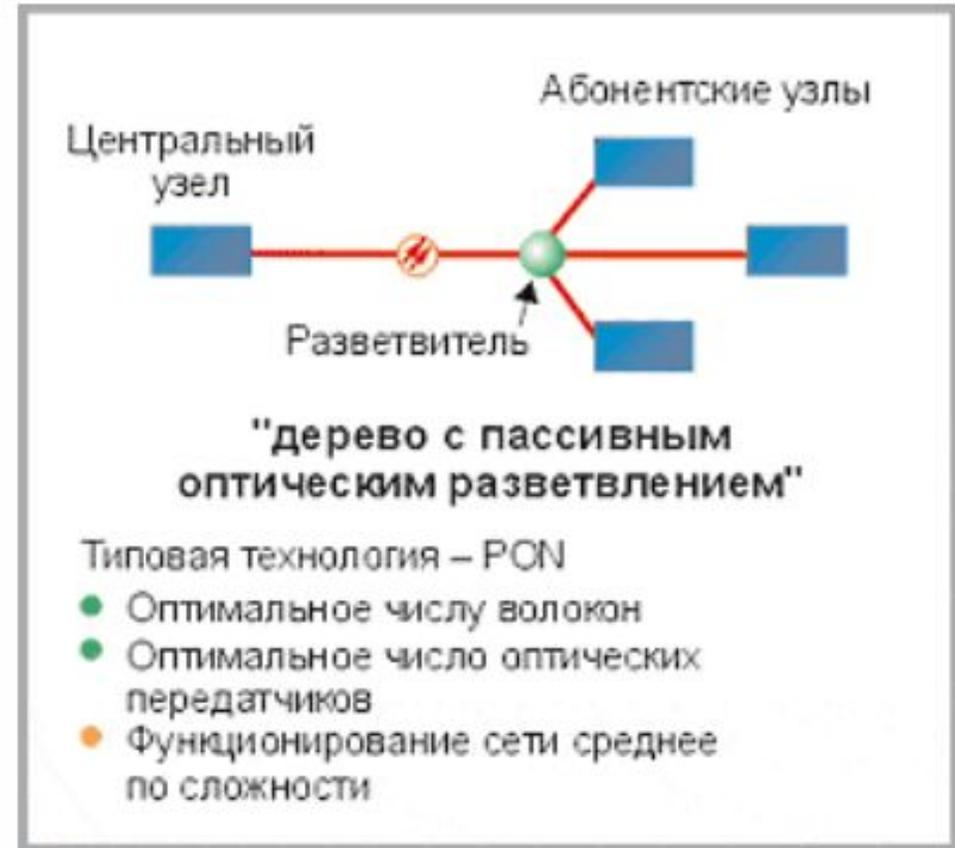 Абонентские узлы
Центральный
узел
Разветвитель
"дерево с пассивным
оптическим разветвлением"
Типовая технология – PON
Оптимальное числу волокон
Оптимальное число оптических
передатчиков
Функционирование сети среднее
по сложности